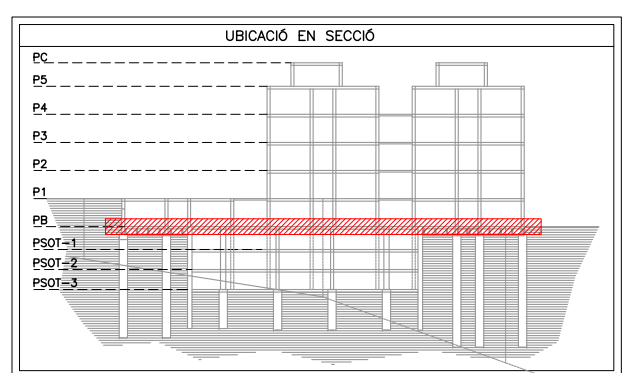 UBICACIÓ EN SECCIÓ
PC
P5
P4
P3
P2
P1
PB
PSOT-1
PSOT-2
PSOT-3